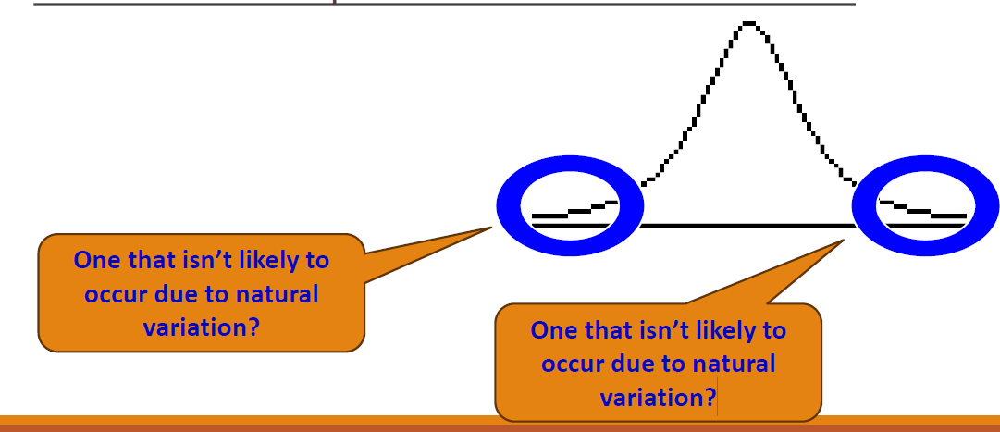 One that isn’t likely to
occur due to natural
variation?
One that isn’t likely to
occur due to natural
variation?